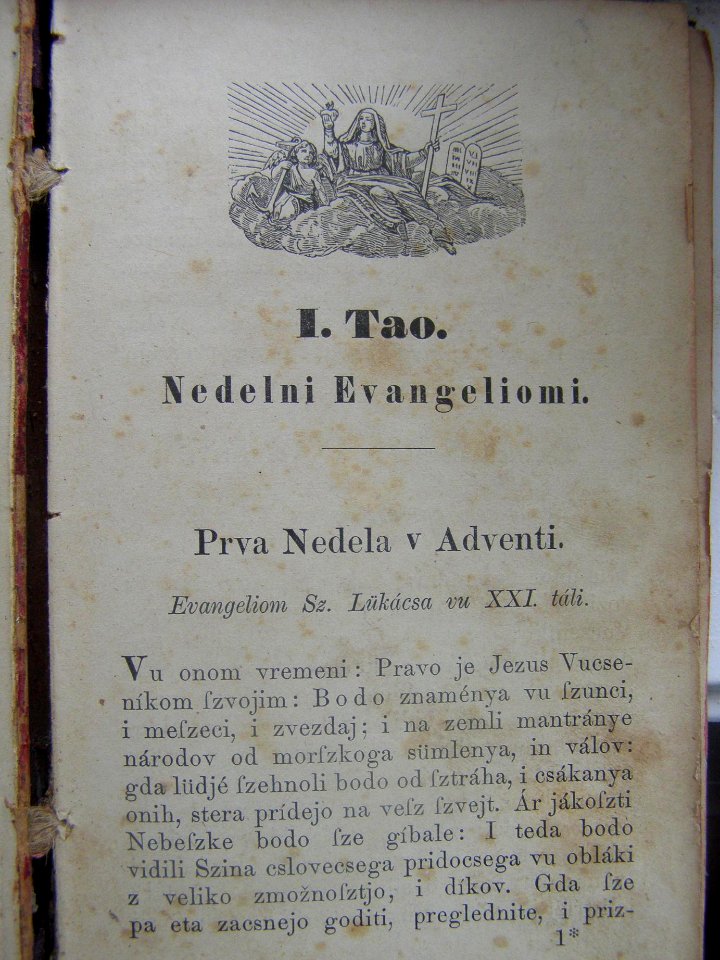 I. Tao.
Nedelni Evangeliomi.
Prva Nedela v Adventi.
Evangeliom Sz. Lükácsa vu XXI. táli.
Vu onom vremeni: Pravo je Jezus Vucse-
níkom ſzvojim: Bodo znaménya vu ſzunci,
i meſzeci, i zvezdaj; i na zemli mantránye
národov od morſzkoga sümlenya, in válov:
gda lüdjé ſzehnoli bodo od ſztráha, i csákanya
onih, stera prídejo na veſz ſzvejt. Ár jákoſzti
Nebeſzke bodo ſze gíbale: I teda bodo
vidili Szina cslovecsega pridocsega vu obláki
z veliko zmožnoſztjo, i díkov. Gda ſze
pa eta zacsnejo goditi, preglednite, i priz-
1*